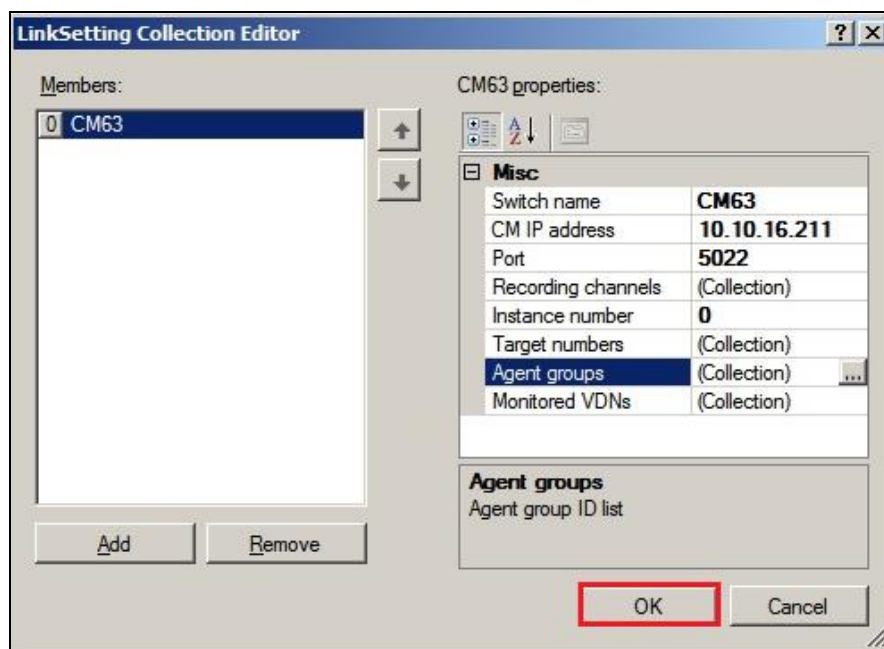 LinkSetting Collection Editor
Members:
0 CM63
Add Remove
CM63 properties:
Misc
Switch name CM63
CM IP address 10.10.16.211
Port 5022
Recording channels (Collection)
Instance number 0
Target numbers (Collection)
Agent groups (Collection) ...
Monitored VDNs (Collection)
Agent groups
Agent group ID list
OK Cancel